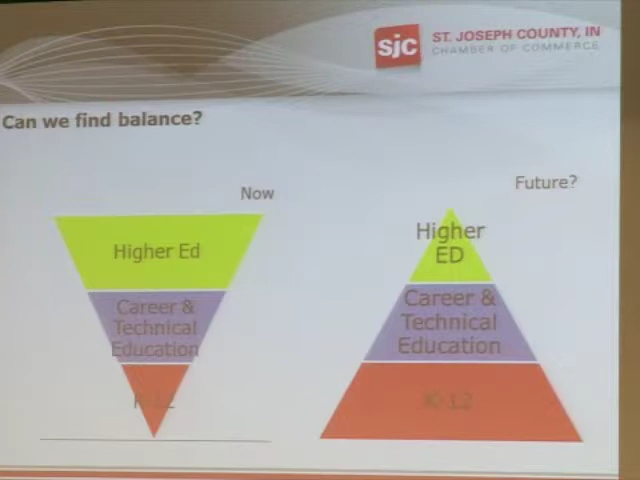 sjc
ST. JOSEPH COUNTY, IN
CHAMBER OF COMMERCE
Can we find balance?
Now
Future?
Higher Ed
Career &
Technical
Education
K-12
Higher
ED
Career &
Technical
Education
K-12